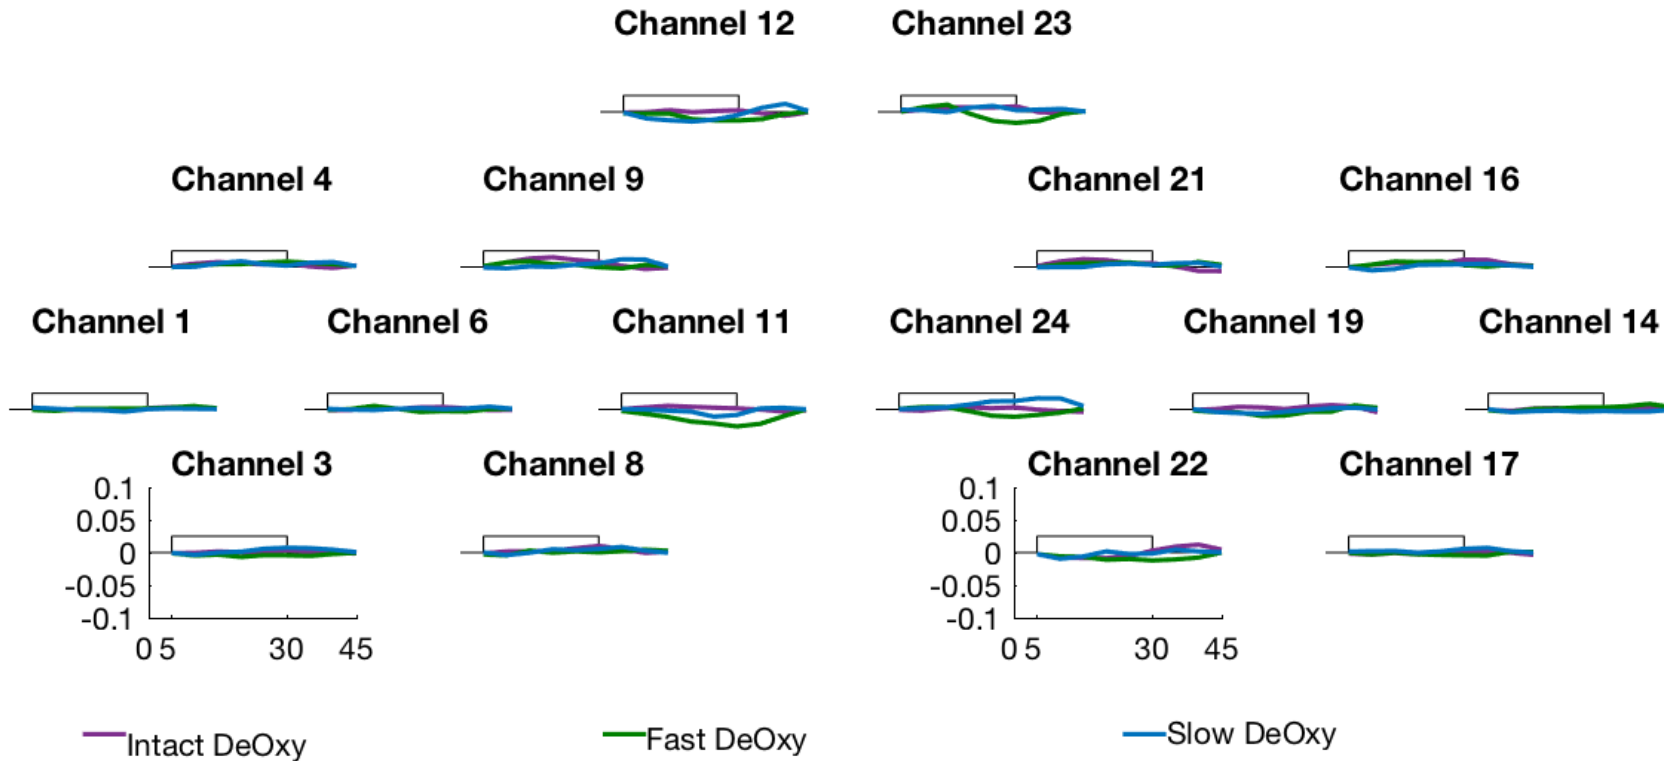 Channel 12 Channel 23
Channel 4 Channel 9 Channel 21 Channel 16
Channel 1 Channel 6 Channel 11 Channel 24 Channel 19 Channel 14
Channel 3 Channel 8 Channel 22 Channel 17
0.1 0.1
0.05 0.05
0 0
-0.05 -0.05
-0.1 -0.1
0 5 30 45 0 5 30 45
Intact DeOxy Fast DeOxy Slow DeOxy